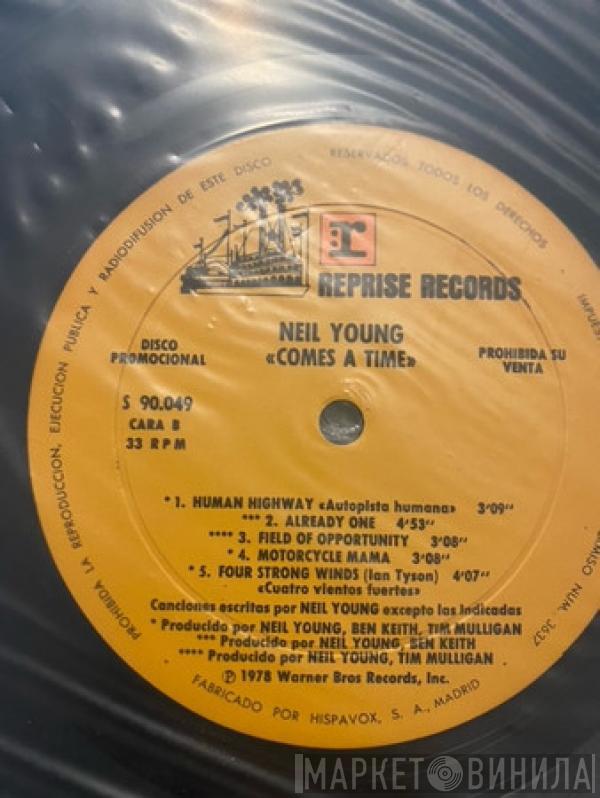 PROHIBIDA LA REPRODUCCION, EJECUCION PUBLICA Y RADIODIFUSION DE ESTE DISCO
RESERVADOS TODOS LOS DERECHOS
r
REPRISE RECORDS
NEIL YOUNG
«COMES A TIME»
DISCO
PROMOCIONAL
PROHIBIDA SU
VENTA
S 90.049
CARA B
33 RPM
* 1. HUMAN HIGHWAY «Autopista humana» 3'09''
*** 2. ALREADY ONE 4'53''
**** 3. FIELD OF OPPORTUNITY 3'08''
* 4. MOTORCYCLE MAMA 3'08''
* 5. FOUR STRONG WINDS (Ian Tyson) 4'07''
«Cuatro vientos fuertes»
Canciones escritas por NEIL YOUNG excepto las indicadas
* Producido por NEIL YOUNG, BEN KEITH, TIM MULLIGAN
*** Producido por NEIL YOUNG, BEN KEITH
**** Producido por NEIL YOUNG, TIM MULLIGAN
℗ 1978 Warner Bros Records, Inc.
FABRICADO POR HISPAVOX, S. A., MADRID
NUM. 3637
МАРКЕТ ВИНИЛА